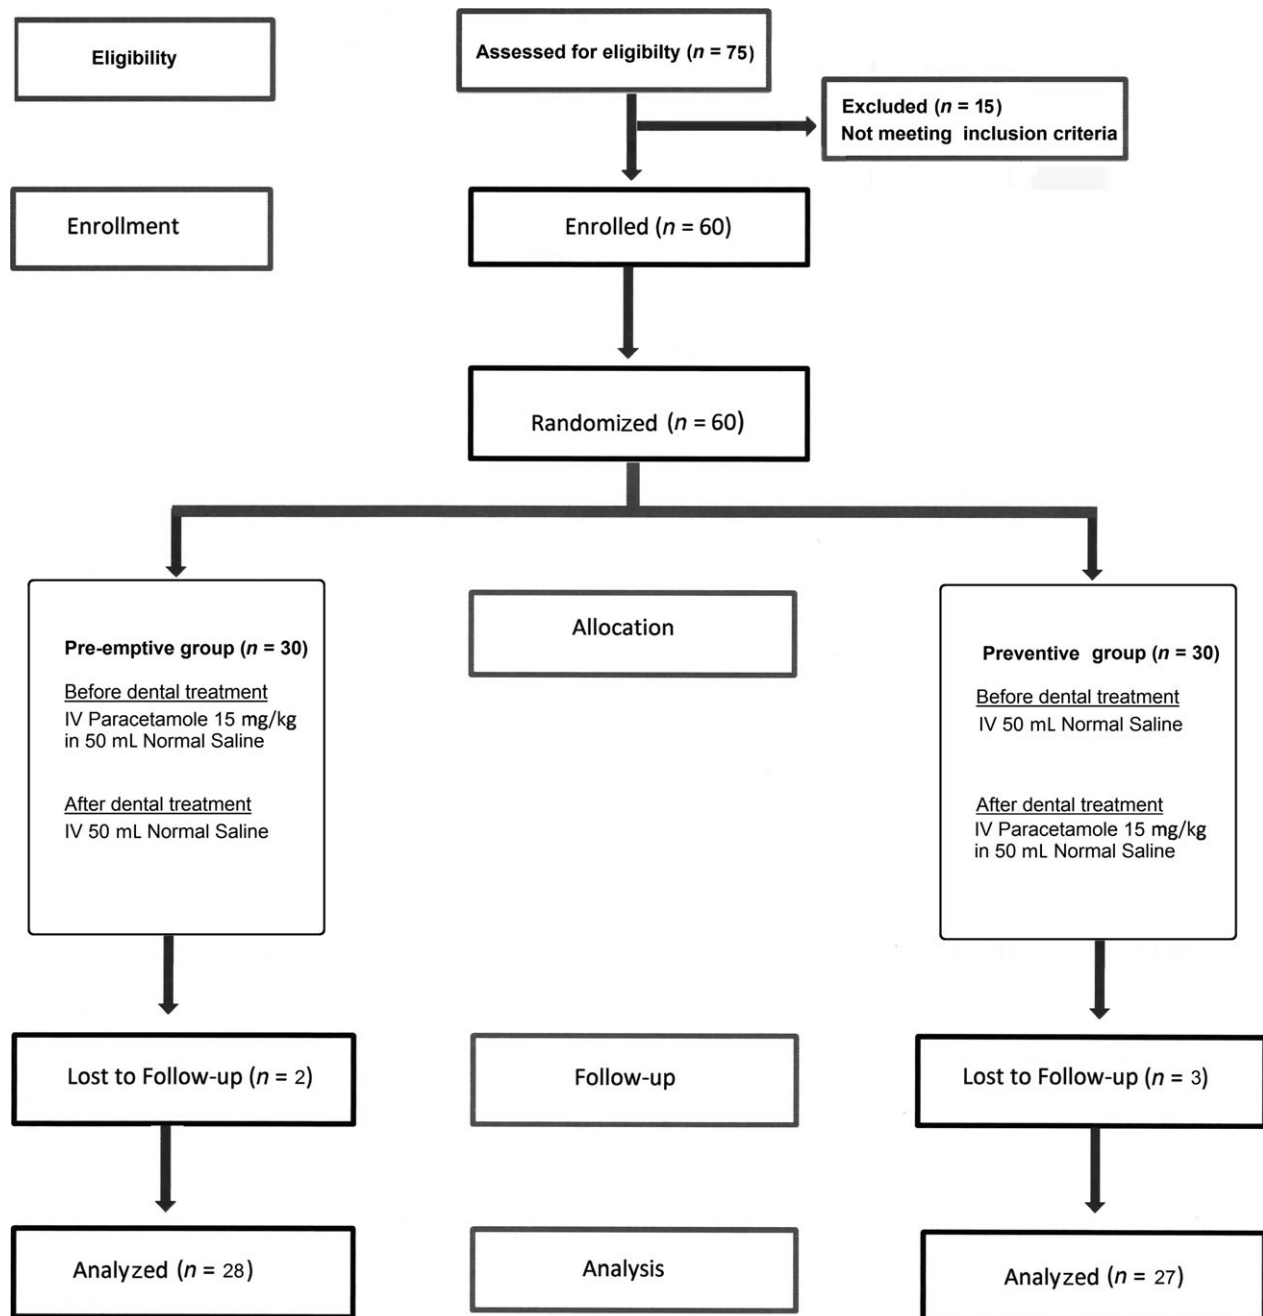 Eligibility
Assessed for eligibilty (n = 75)
Excluded (n = 15)
Not meeting inclusion criteria
Enrollment
Enrolled (n = 60)
Randomized (n = 60)
Allocation
Pre-emptive group (n = 30)
Before dental treatment
IV Paracetamole 15 mg/kg
in 50 mL Normal Saline
After dental treatment
IV 50 mL Normal Saline
Preventive group (n = 30)
Before dental treatment
IV 50 mL Normal Saline
After dental treatment
IV Paracetamole 15 mg/kg
in 50 mL Normal Saline
Lost to Follow-up (n = 2)
Follow-up
Lost to Follow-up (n = 3)
Analyzed (n = 28)
Analysis
Analyzed (n = 27)